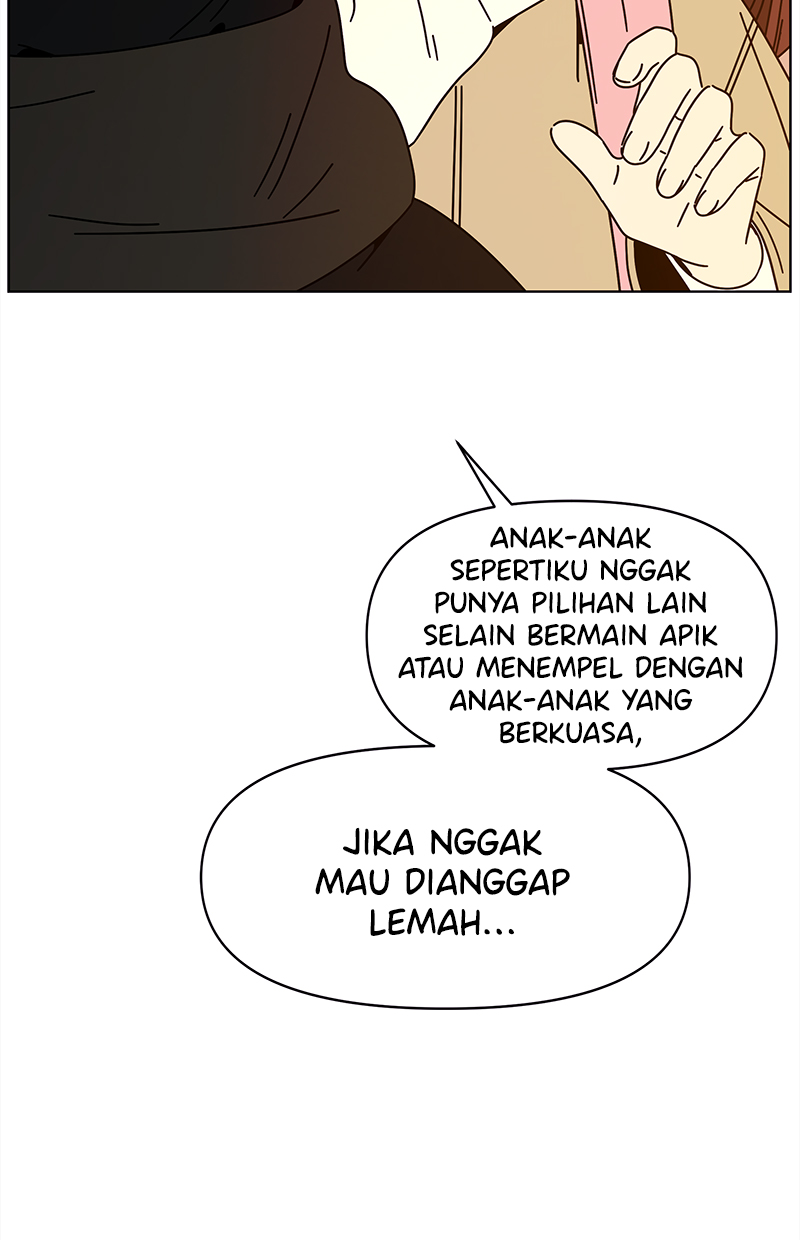 ANAK-ANAK
SEPERTIKU NGGAK
PUNYA PILIHAN LAIN
SELAIN BERMAIN APIK
ATAU MENEMPEL DENGAN
ANAK-ANAK YANG
BERKUASA,
JIKA NGGAK
MAU DIANGGAP
LEMAH...